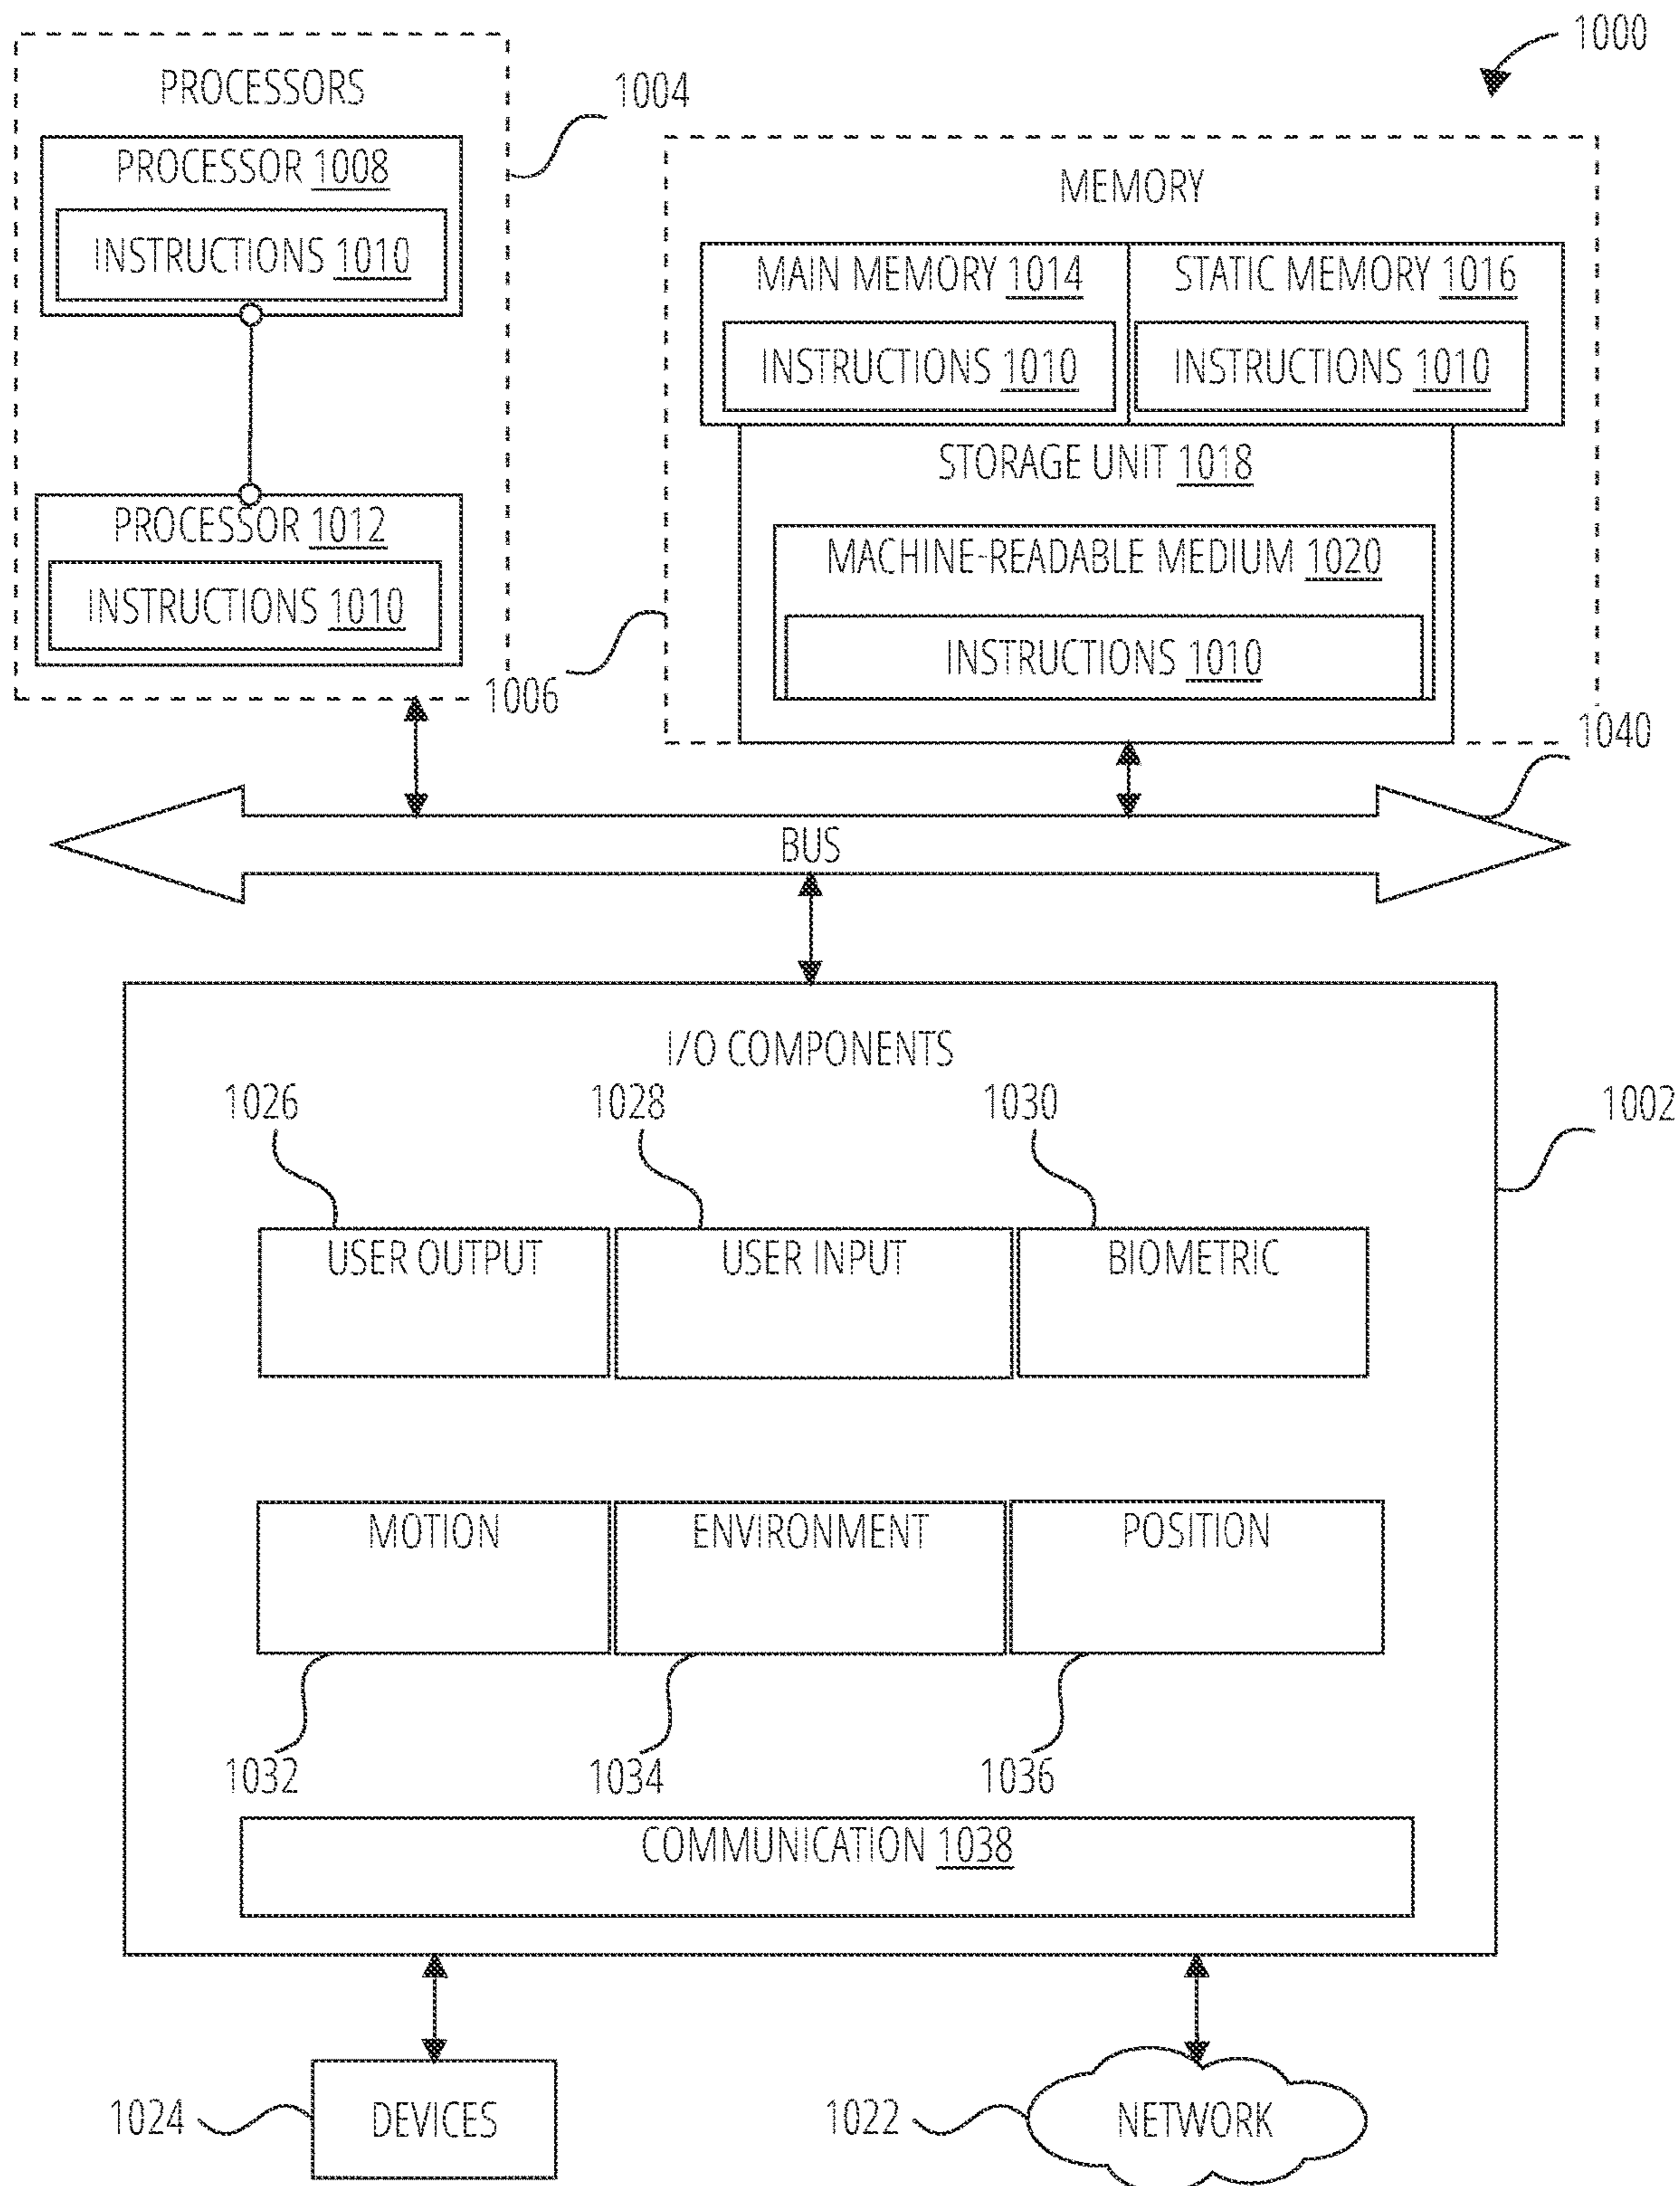 1000
PROCESSORS
1004
PROCESSOR 1008
INSTRUCTIONS 1010
PROCESSOR 1012
INSTRUCTIONS 1010
1006
MEMORY
MAIN MEMORY 1014
STATIC MEMORY 1016
INSTRUCTIONS 1010
INSTRUCTIONS 1010
STORAGE UNIT 1018
MACHINE-READABLE MEDIUM 1020
INSTRUCTIONS 1010
1040
BUS
I/O COMPONENTS
1026
1028
1030
1002
USER OUTPUT
USER INPUT
BIOMETRIC
MOTION
ENVIRONMENT
POSITION
1032
1034
1036
COMMUNICATION 1038
1024
DEVICES
1022
NETWORK